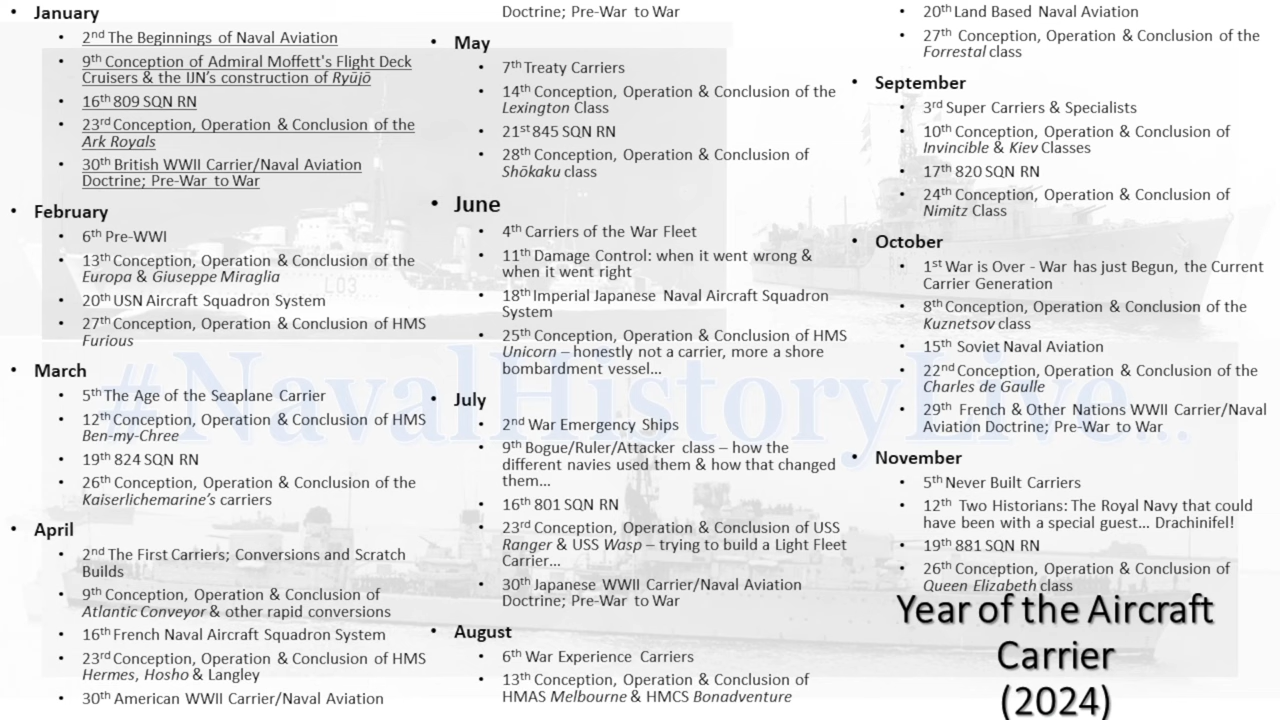 January
2nd The Beginnings of Naval Aviation
9th Conception of Admiral Moffett's Flight Deck
Cruisers & the IJN's construction of Ryūjō
16th 809 SQN RN
23rd Conception, Operation & Conclusion of the
Ark Royals
30th British WWII Carrier/Naval Aviation
Doctrine; Pre-War to War
February
6th Pre-WWI
13th Conception, Operation & Conclusion of the
Europa & Giuseppe Miraglia
20th USN Aircraft Squadron System
27th Conception, Operation & Conclusion of HMS
Furious
March
5th The Age of the Seaplane Carrier
12th Conception, Operation & Conclusion of HMS
Ben-my-Chree
19th 824 SQN RN
26th Conception, Operation & Conclusion of the
Kaiserlichemarine's carriers
April
2nd The First Carriers; Conversions and Scratch
Builds
9th Conception, Operation & Conclusion of
Atlantic Conveyor & other rapid conversions
16th French Naval Aircraft Squadron System
23rd Conception, Operation & Conclusion of HMS
Hermes, Hosho & Langley
30th American WWII Carrier/Naval Aviation
Doctrine; Pre-War to War
May
7th Treaty Carriers
14th Conception, Operation & Conclusion of the
Lexington Class
21st 845 SQN RN
28th Conception, Operation & Conclusion of
Shōkaku class
June
4th Carriers of the War Fleet
11th Damage Control: when it went wrong &
when it went right
18th Imperial Japanese Naval Aircraft Squadron
System
25th Conception, Operation & Conclusion of HMS
Unicorn – honestly not a carrier, more a shore
bombardment vessel...
July
2nd War Emergency Ships
9th Bogue/Ruler/Attacker class – how the
different navies used them & how that changed
them...
16th 801 SQN RN
23rd Conception, Operation & Conclusion of USS
Ranger & USS Wasp – trying to build a Light Fleet
Carrier...
30th Japanese WWII Carrier/Naval Aviation
Doctrine; Pre-War to War
August
6th War Experience Carriers
13th Conception, Operation & Conclusion of
HMAS Melbourne & HMCS Bonadventure
20th Land Based Naval Aviation
27th Conception, Operation & Conclusion of the
Forrestal class
September
3rd Super Carriers & Specialists
10th Conception, Operation & Conclusion of
Invincible & Kiev Classes
17th 820 SQN RN
24th Conception, Operation & Conclusion of
Nimitz Class
October
1st War is Over - War has just Begun, the Current
Carrier Generation
8th Conception, Operation & Conclusion of the
Kuznetsov class
15th Soviet Naval Aviation
22nd Conception, Operation & Conclusion of the
Charles de Gaulle
29th French & Other Nations WWII Carrier/Naval
Aviation Doctrine; Pre-War to War
November
5th Never Built Carriers
12th Two Historians: The Royal Navy that could
have been with a special guest... Drachinifel!
19th 881 SQN RN
26th Conception, Operation & Conclusion of
Queen Elizabeth class
Year of the Aircraft
Carrier
(2024)
#NavalHistoryLive...
L03